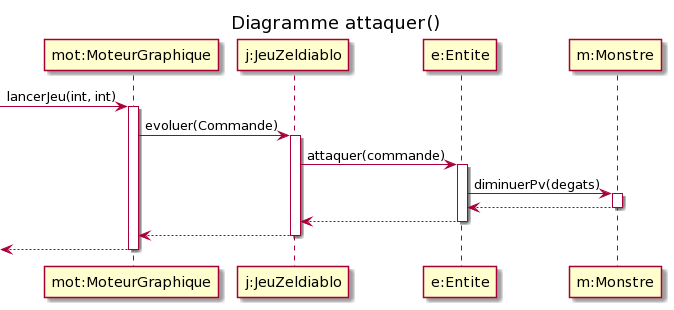 Diagramme attaquer()
mot:MoteurGraphique
j:JeuZeldiablo
e:Entite
m:Monstre
lancerJeu(int, int)
evoluer(Commande)
attaquer(commande)
diminuerPv(degats)
mot:MoteurGraphique
j:JeuZeldiablo
e:Entite
m:Monstre